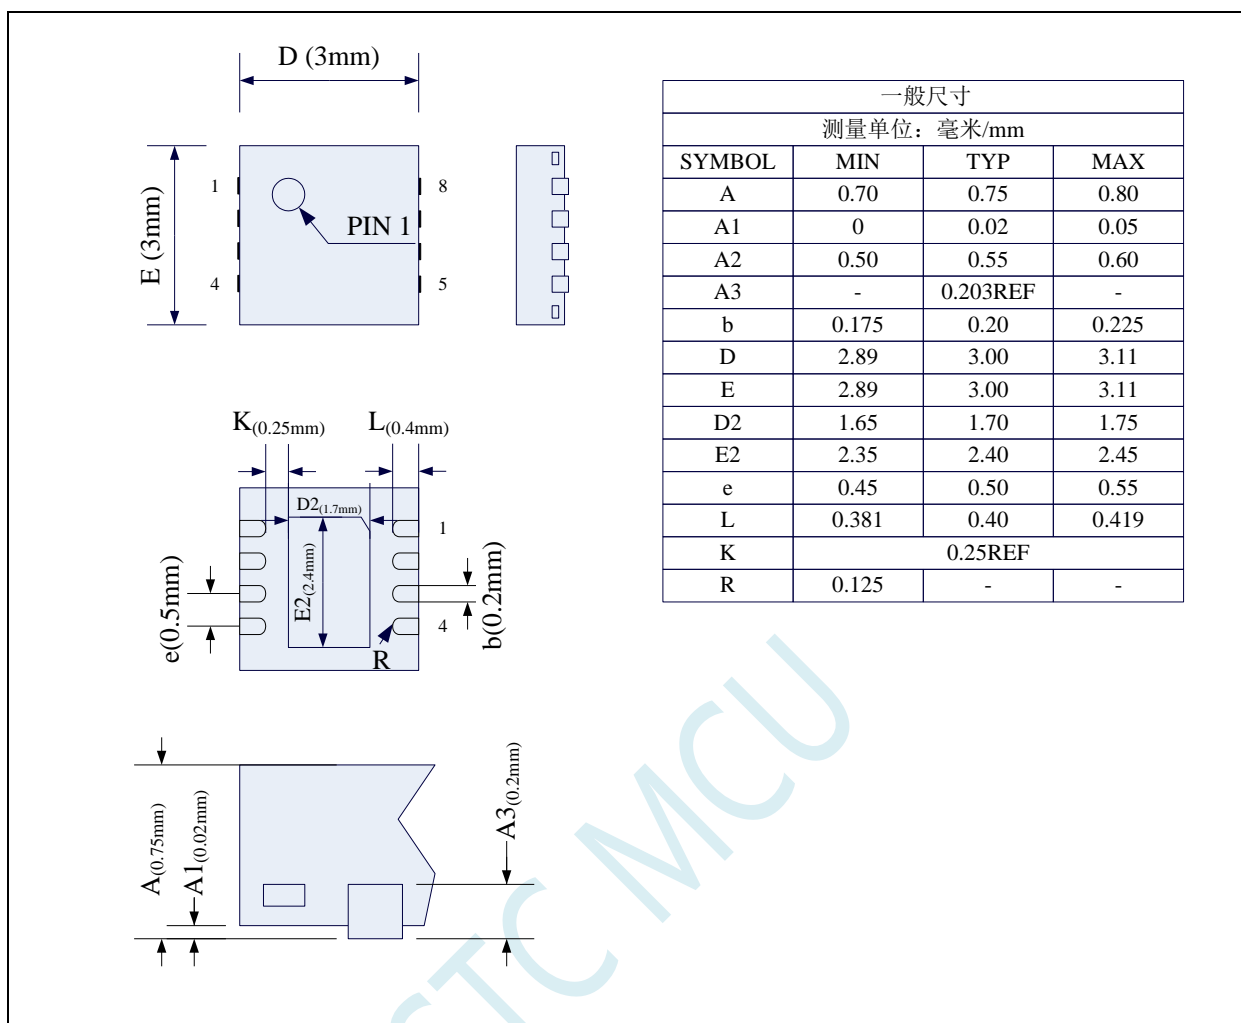 D (3mm)
E (3mm)
1
4
8
5
PIN 1
K(0.25mm)
L(0.4mm)
D2(1.7mm)
E2(2.4mm)
e(0.5mm)
b(0.2mm)
1
4
R
A(0.75mm)
A1(0.02mm)
A3(0.2mm)
一般尺寸
测量单位：毫米/mm
SYMBOL MIN TYP MAX
A 0.70 0.75 0.80
A1 0 0.02 0.05
A2 0.50 0.55 0.60
A3 - 0.203REF -
b 0.175 0.20 0.225
D 2.89 3.00 3.11
E 2.89 3.00 3.11
D2 1.65 1.70 1.75
E2 2.35 2.40 2.45
e 0.45 0.50 0.55
L 0.381 0.40 0.419
K 0.25REF
R 0.125 - -
STC MCU